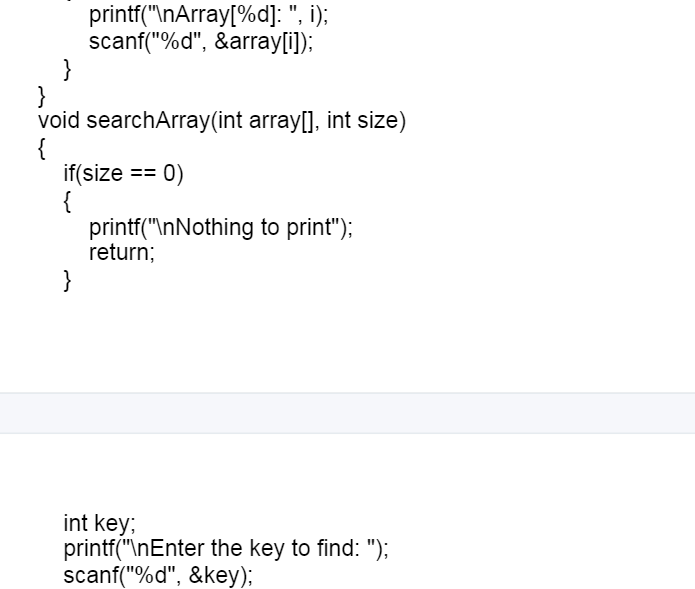 printf("\nArray[%d]: ", i);
scanf("%d", &array[i]);
}
}
void searchArray(int array[], int size)
{
if(size == 0)
{
printf("\nNothing to print");
return;
}
int key;
printf("\nEnter the key to find: ");
scanf("%d", &key);